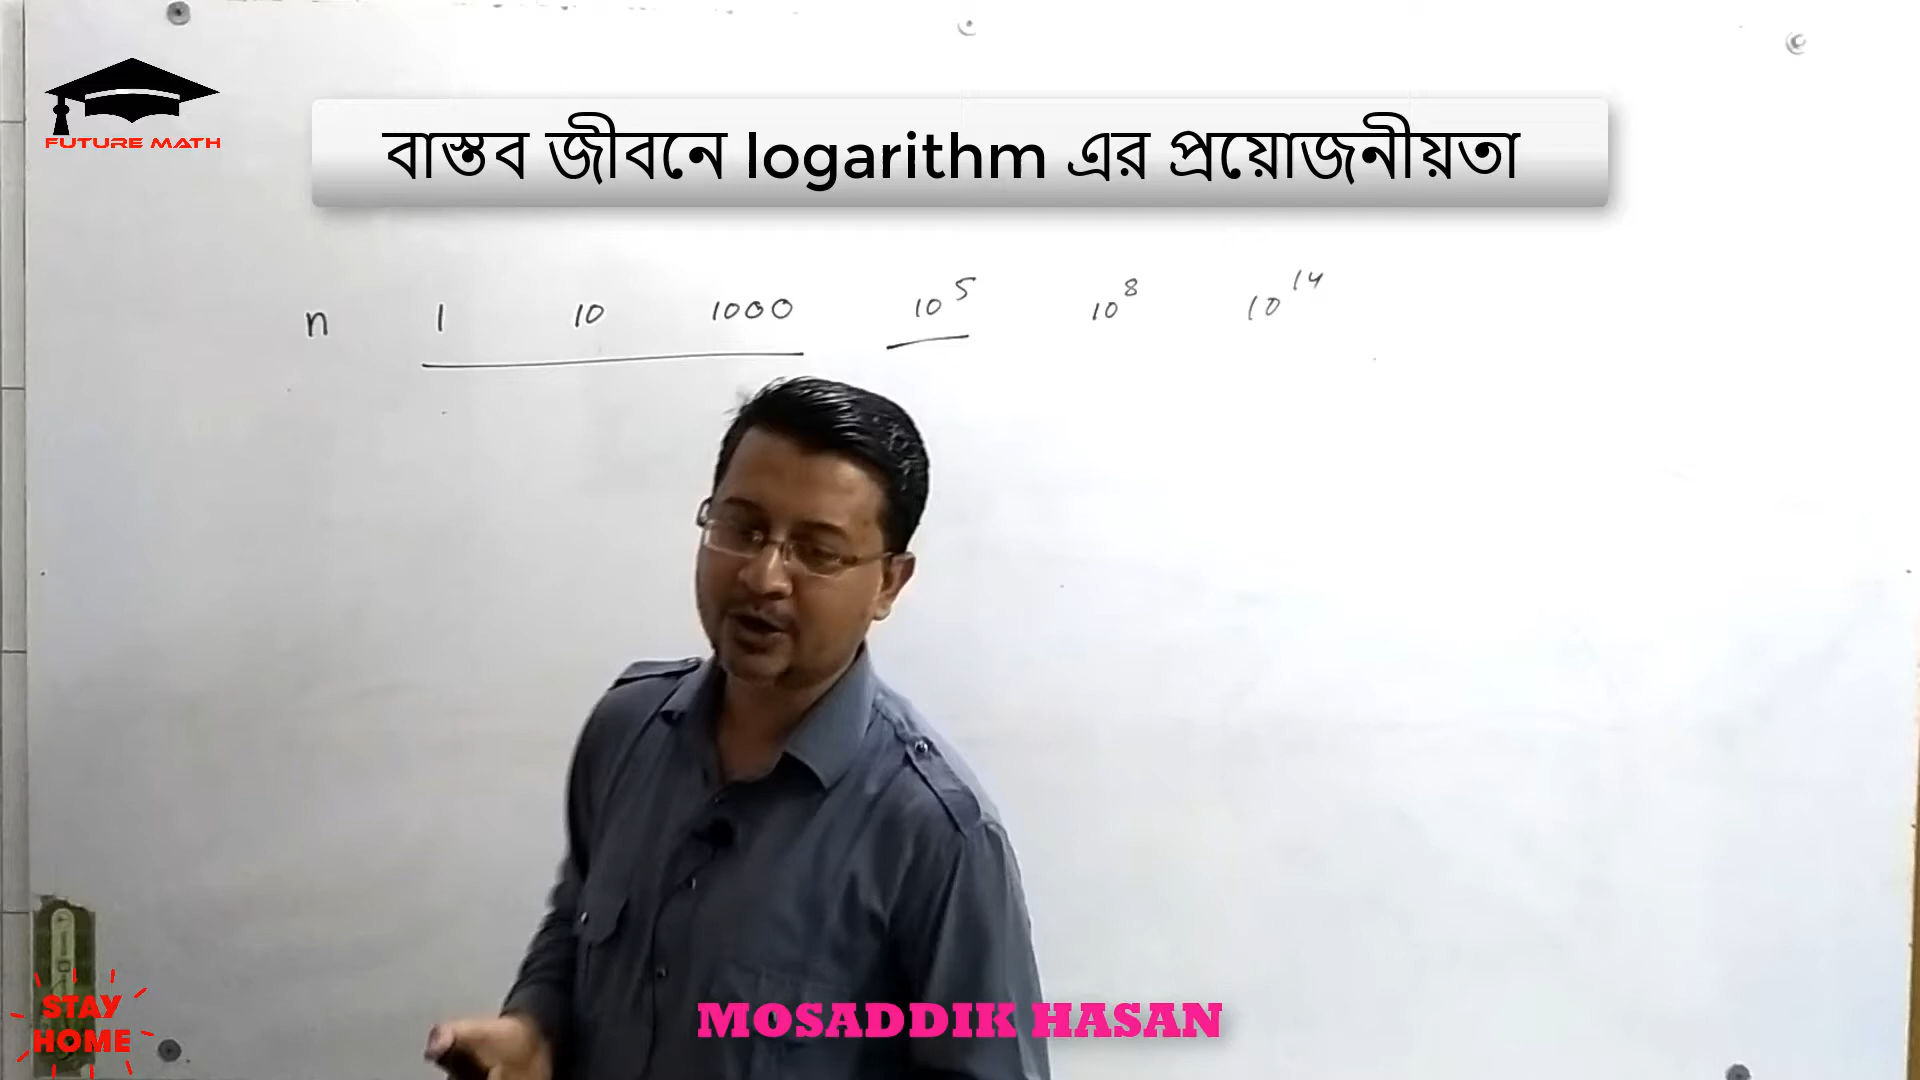 FUTURE MATH
বাস্তব জীবনে logarithm এর প্রয়োজনীয়তা
n 1 10 1000 10^5 10^8 10^14
STAY
HOME
MOSADDIK HASAN